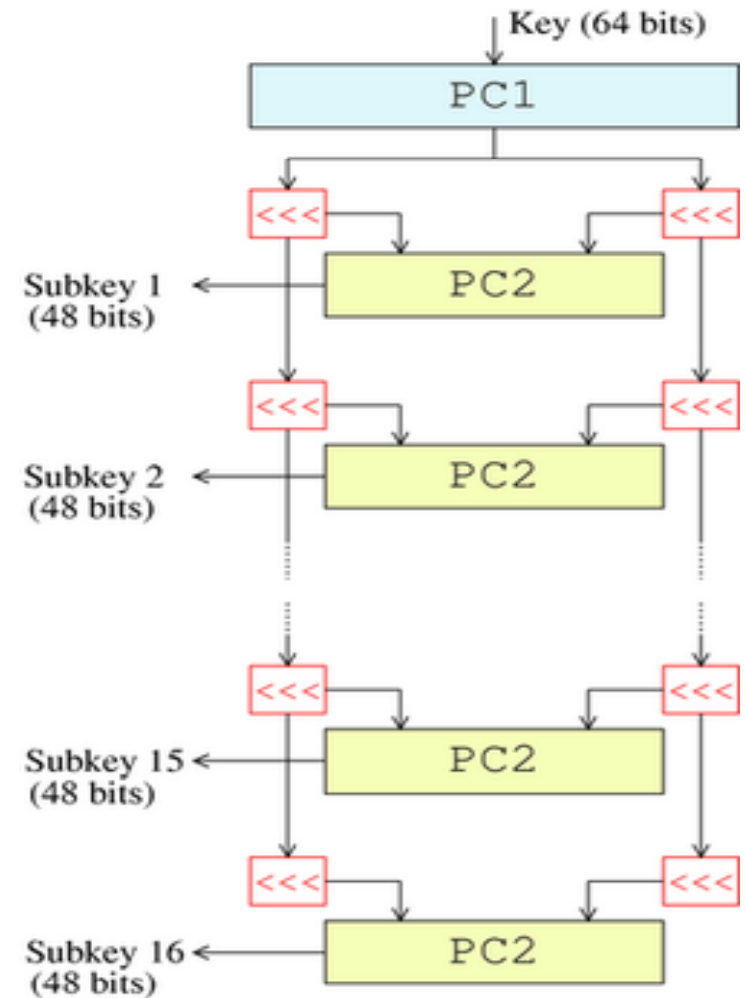 Key (64 bits)
PC1
<<< <<<
Subkey 1
(48 bits)
PC2
<<< <<<
Subkey 2
(48 bits)
PC2
<<< <<<
Subkey 15
(48 bits)
PC2
<<< <<<
Subkey 16
(48 bits)
PC2